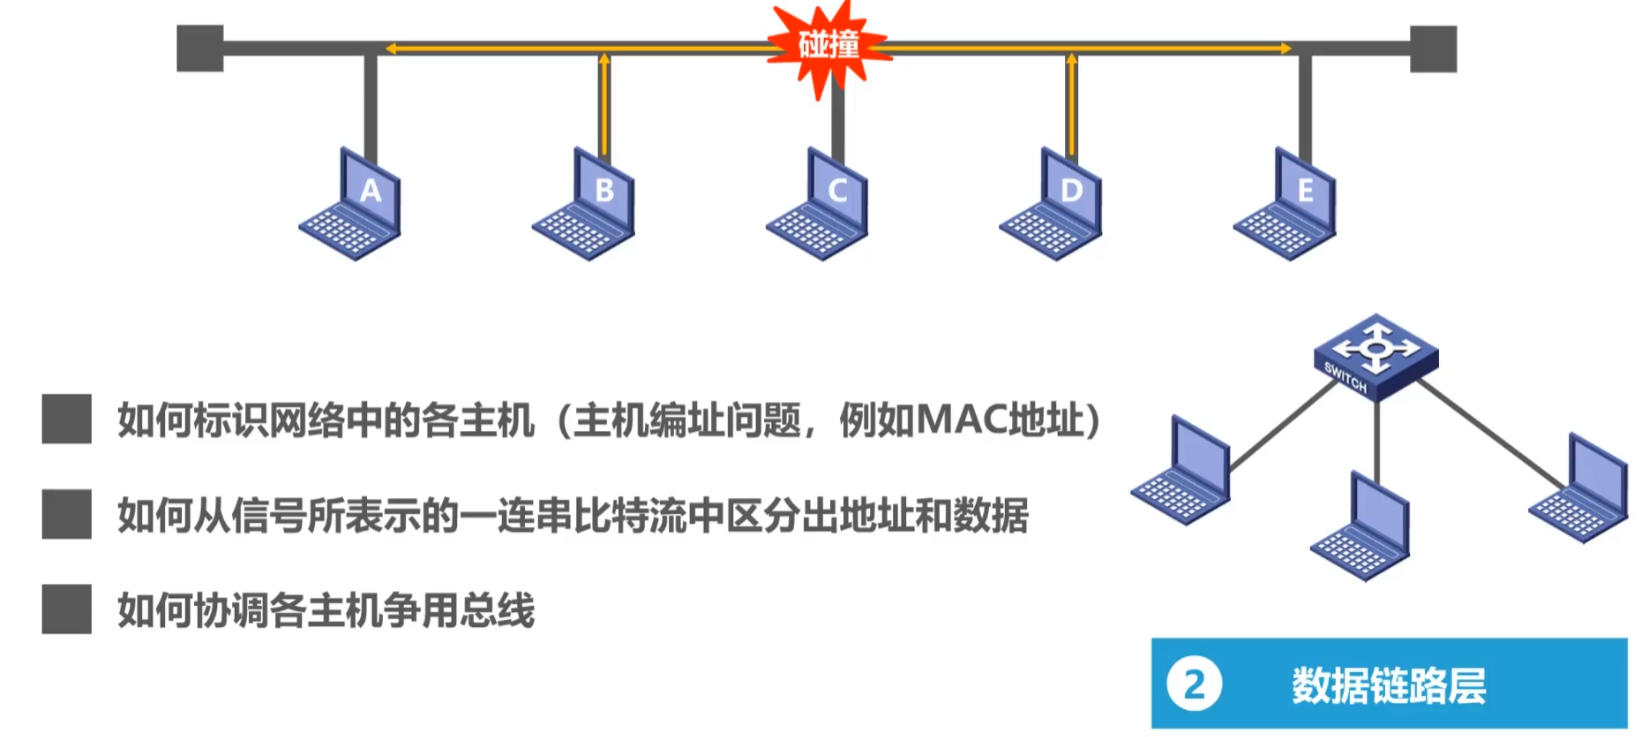 碰撞
A
B
C
D
E
SWITCH
如何标识网络中的各主机（主机编址问题，例如MAC地址）
如何从信号所表示的一连串比特流中区分出地址和数据
如何协调各主机争用总线
2 数据链路层